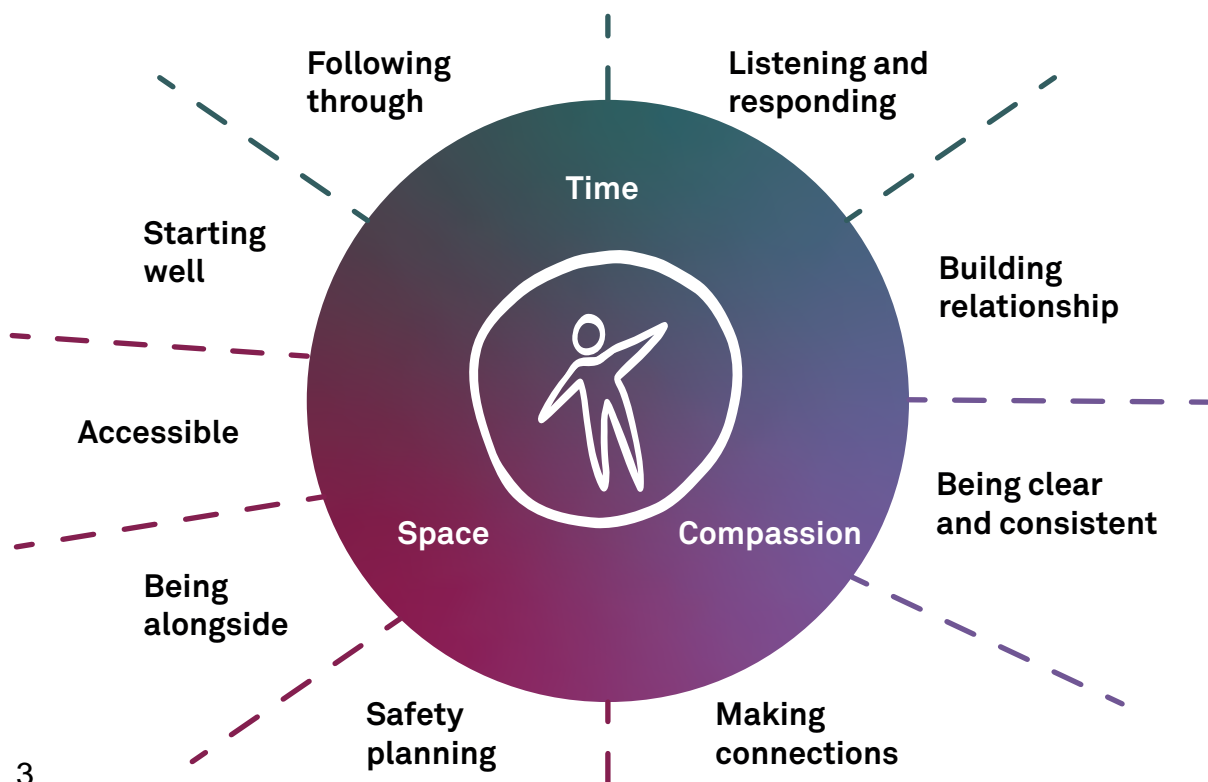 Following
through
Listening and
responding
Time
Starting
well
Building
relationship
Accessible
Being clear
and consistent
Space
Compassion
Being
alongside
Safety
planning
Making
connections
3